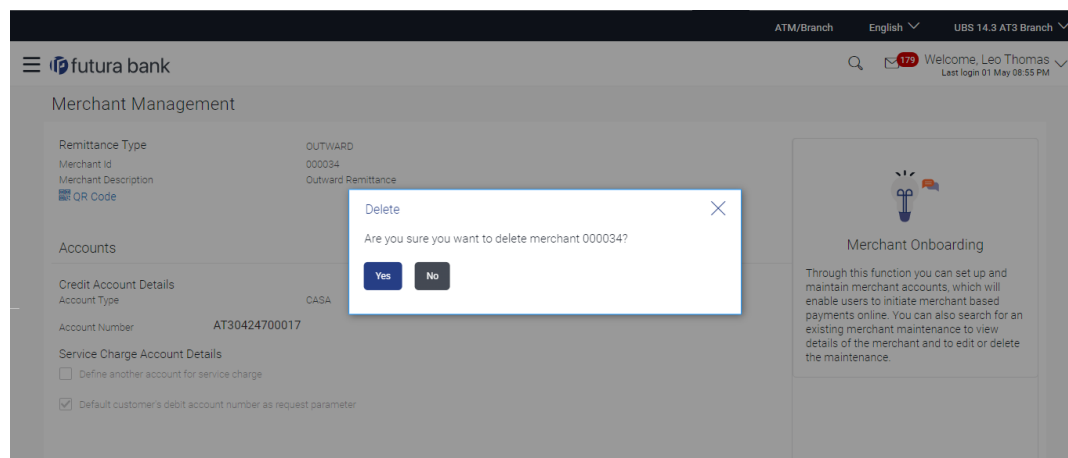 ATM/Branch English UBS 14.3 AT3 Branch
futura bank 179 Welcome, Leo Thomas
Last login 01 May 08:55 PM
Merchant Management
Remittance Type OUTWARD
Merchant Id 000034
Merchant Description Outward Remittance
QR Code
Delete
Are you sure you want to delete merchant 000034?
Yes No
Accounts
Credit Account Details
Account Type CASA
Account Number AT30424700017
Service Charge Account Details
Define another account for service charge
Default customer's debit account number as request parameter
Merchant Onboarding
Through this function you can set up and
maintain merchant accounts, which will
enable users to initiate merchant based
payments online. You can also search for an
existing merchant maintenance to view
details of the merchant and to edit or delete
the maintenance.